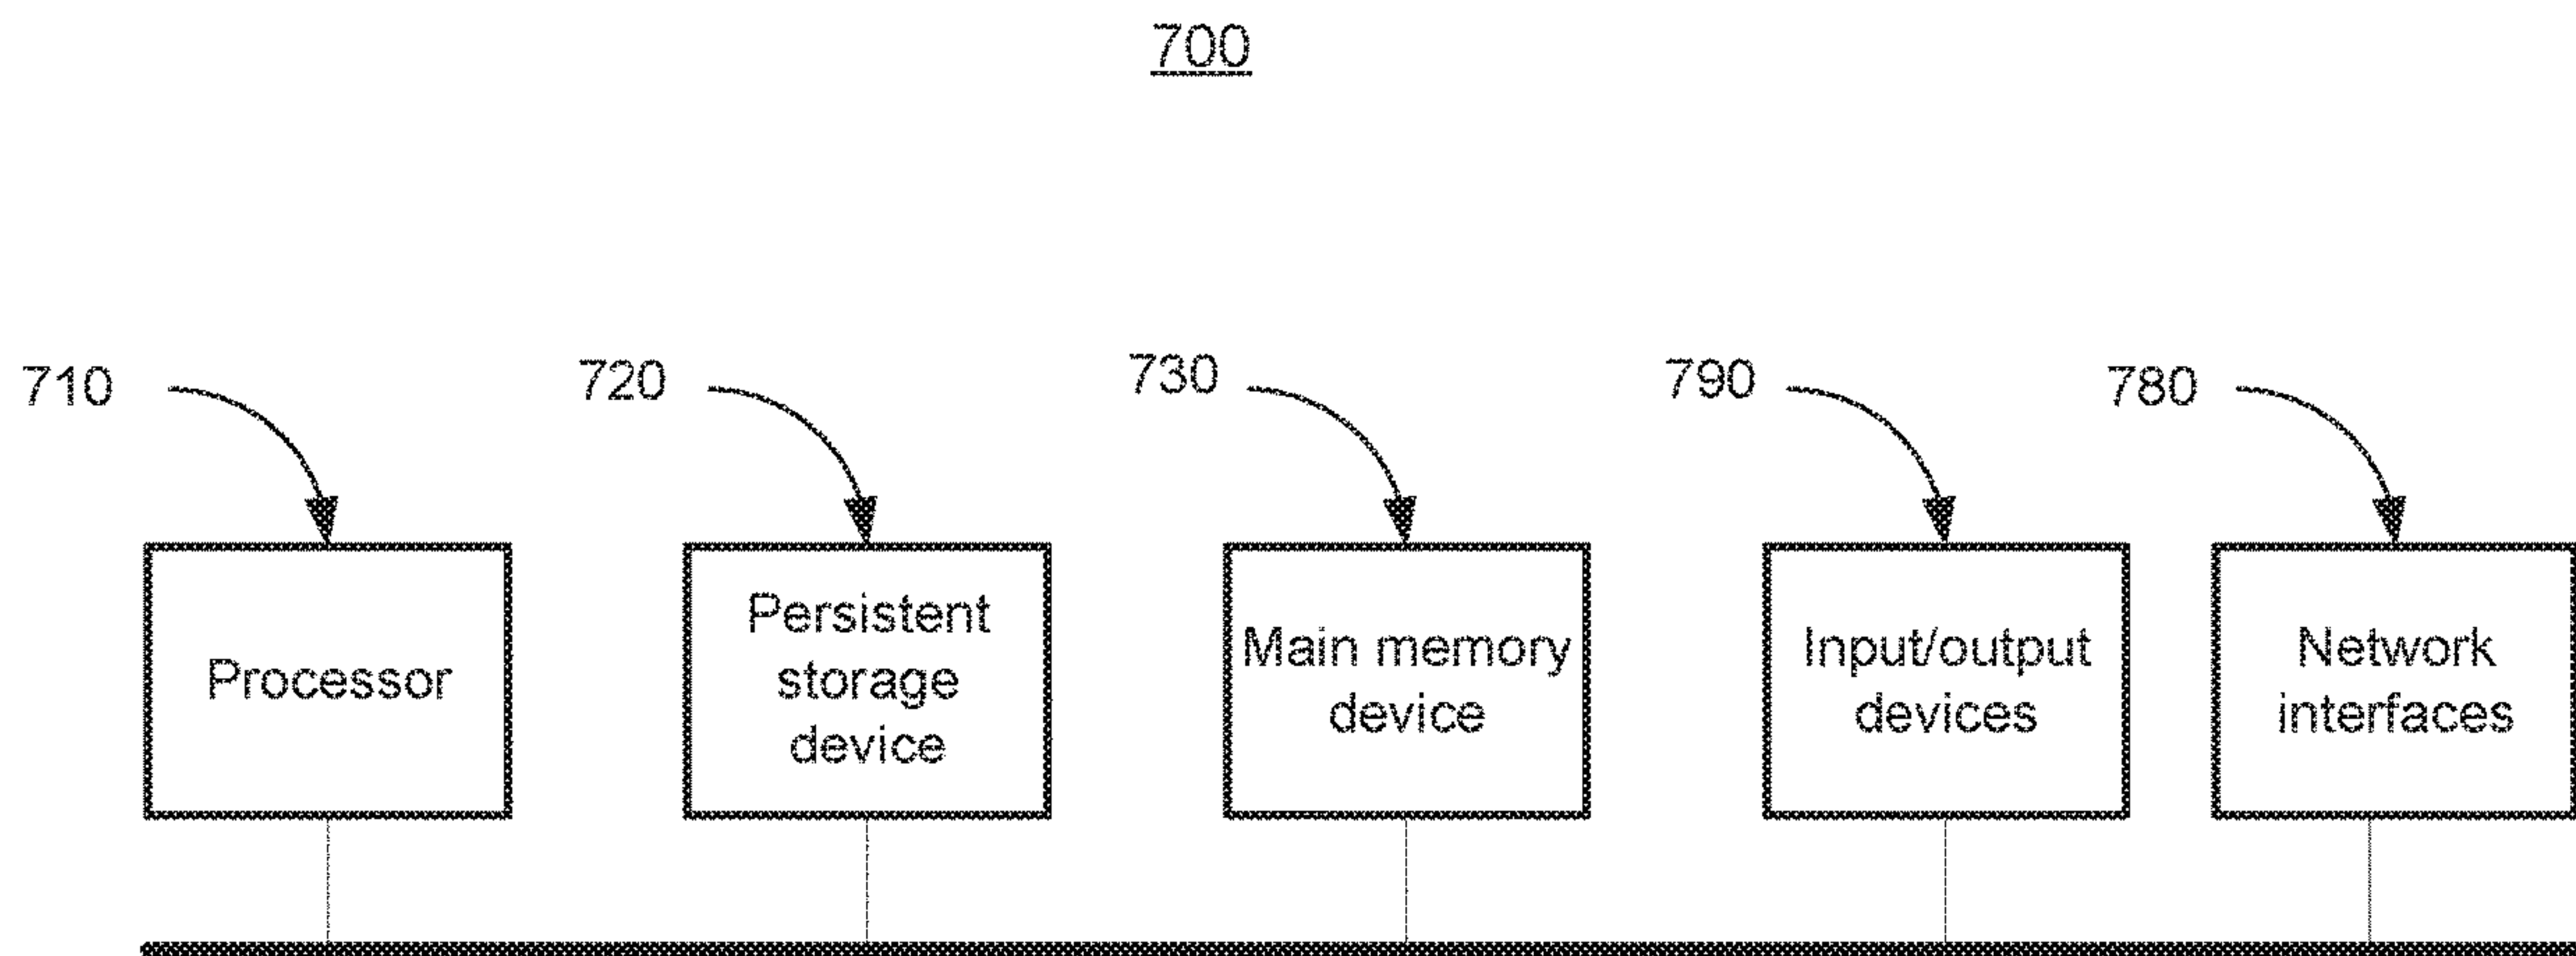 700
710
720
730
790
780
Processor
Persistent
storage
device
Main memory
device
Input/output
devices
Network
interfaces